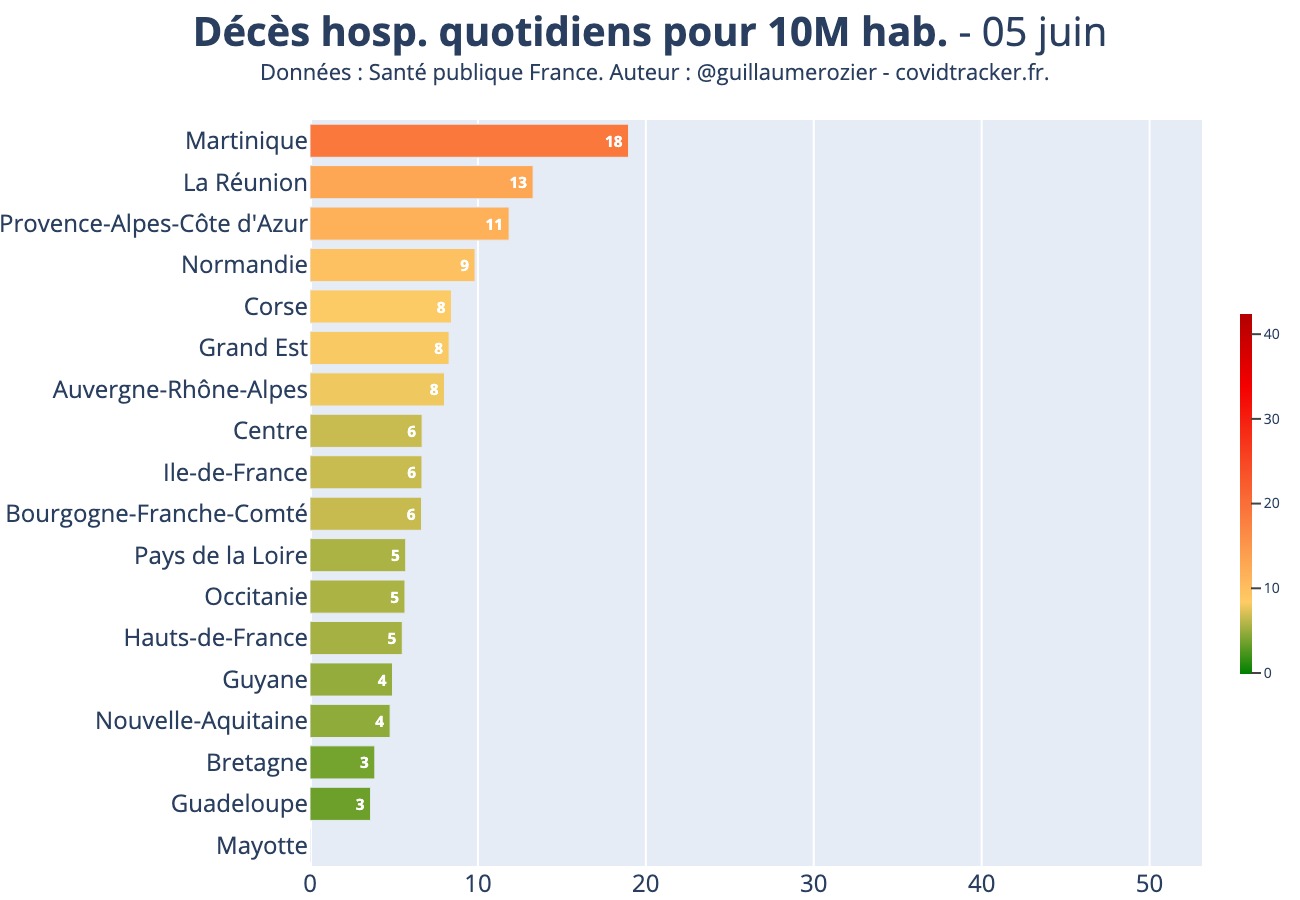 Décès hosp. quotidiens pour 10M hab. - 05 juin
Données : Santé publique France. Auteur : @guillaumerozier - covidtracker.fr.
Martinique 18
La Réunion 13
Provence-Alpes-Côte d'Azur 11
Normandie 9
Corse 8
Grand Est 8
Auvergne-Rhône-Alpes 8
Centre 6
Ile-de-France 6
Bourgogne-Franche-Comté 6
Pays de la Loire 5
Occitanie 5
Hauts-de-France 5
Guyane 4
Nouvelle-Aquitaine 4
Bretagne 3
Guadeloupe 3
Mayotte
0 10 20 30 40 50
40
30
20
10
0